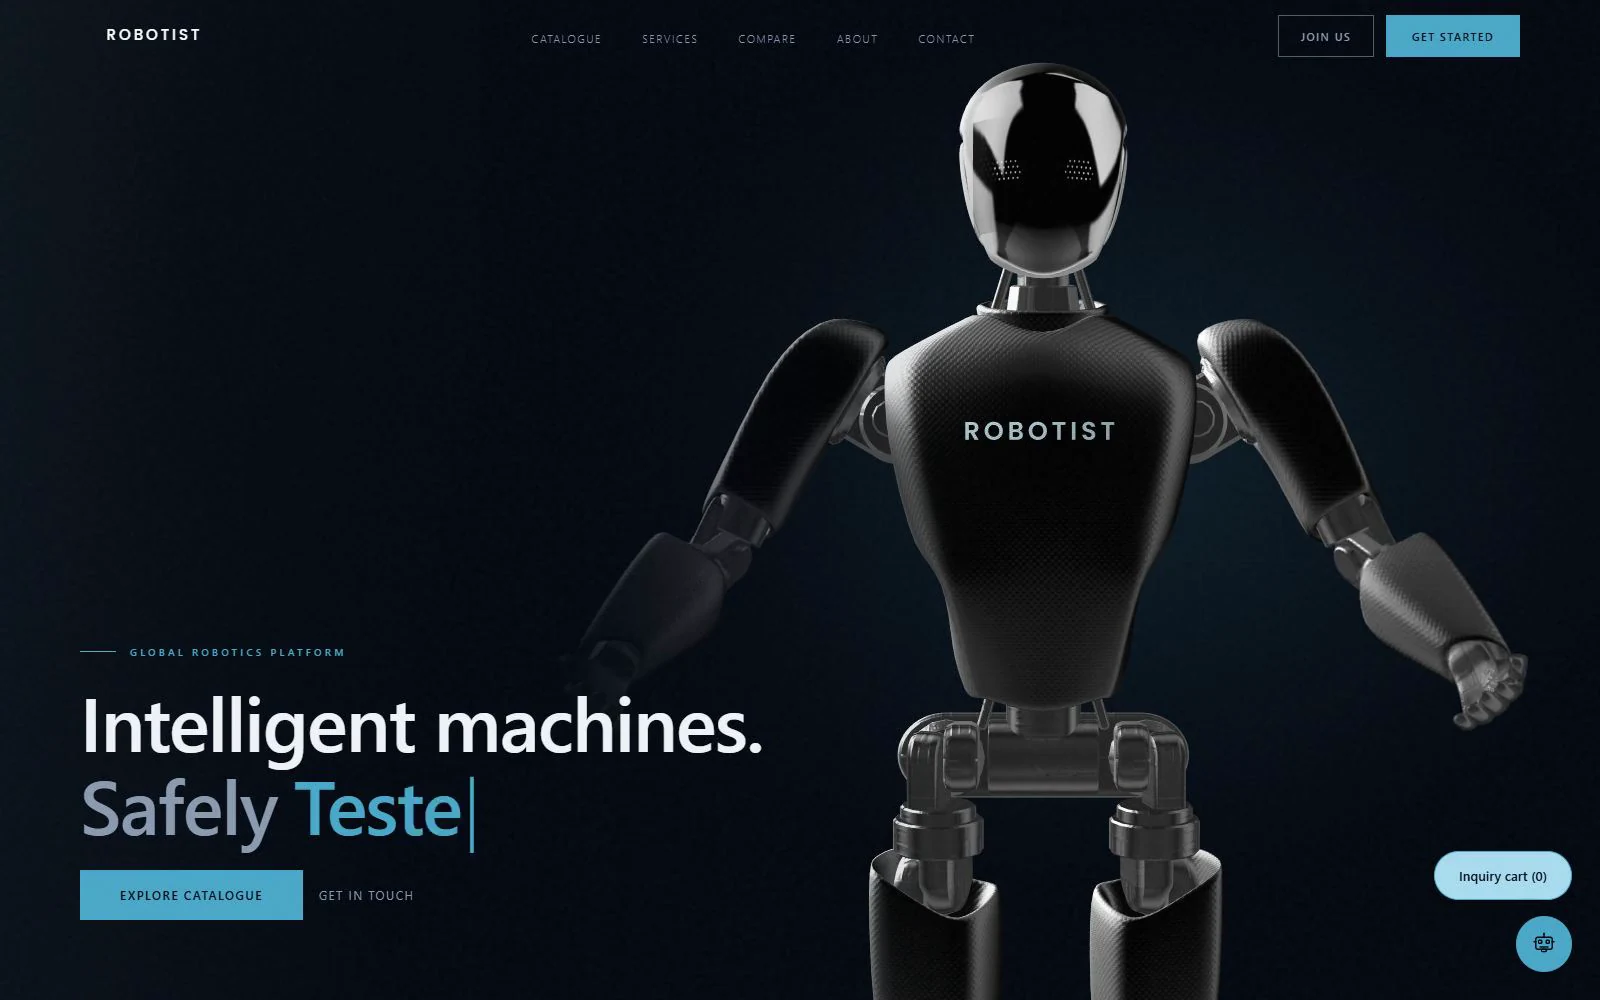 ROBOTIST
CATALOGUE
SERVICES
COMPARE
ABOUT
CONTACT
JOIN US
GET STARTED
ROBOTIST
GLOBAL ROBOTICS PLATFORM
Intelligent machines.
Safely Teste
EXPLORE CATALOGUE
GET IN TOUCH
Inquiry cart (0)